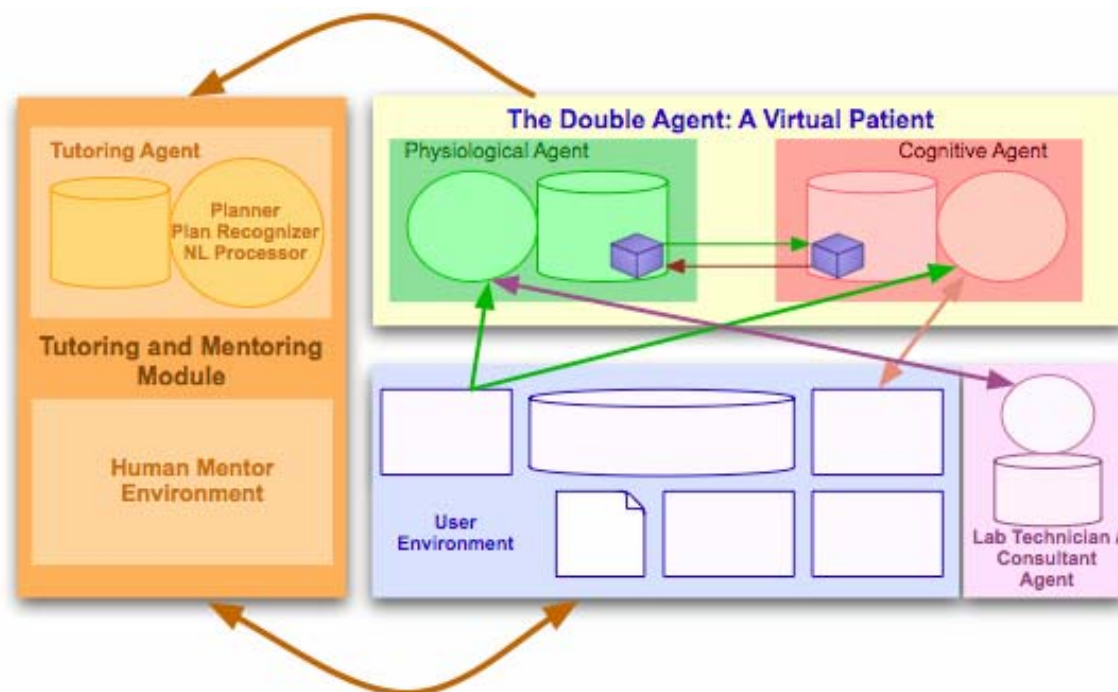 The Double Agent: A Virtual Patient
Physiological Agent
Cognitive Agent
Tutoring Agent
Planner
Plan Recognizer
NL Processor
Tutoring and Mentoring
Module
Human Mentor
Environment
User
Environment
Lab Technician /
Consultant
Agent